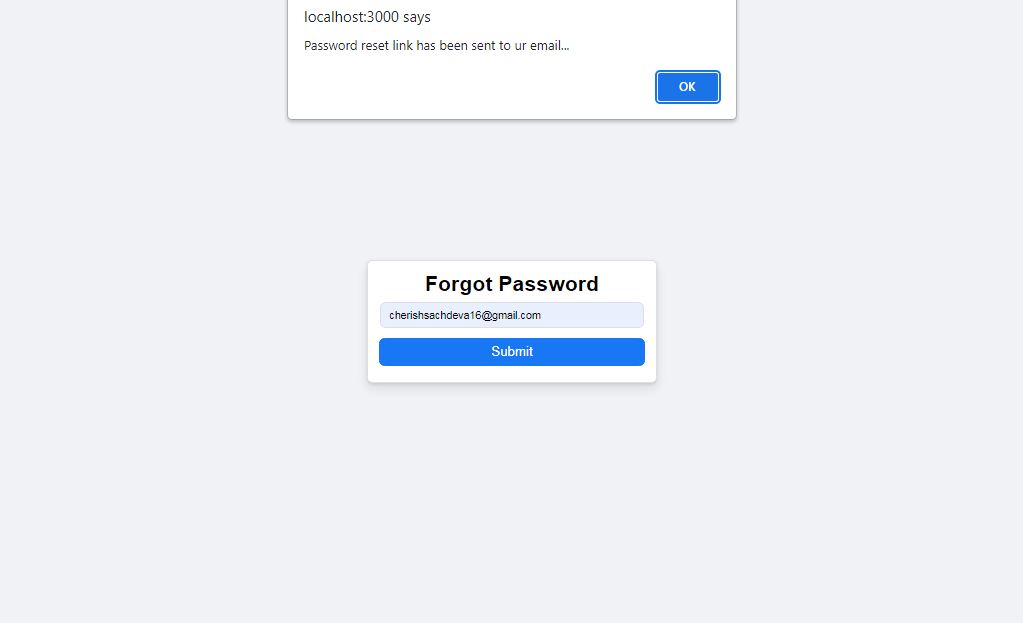 localhost:3000 says
Password reset link has been sent to ur email...
OK
Forgot Password
cherishsachdeva16@gmail.com
Submit